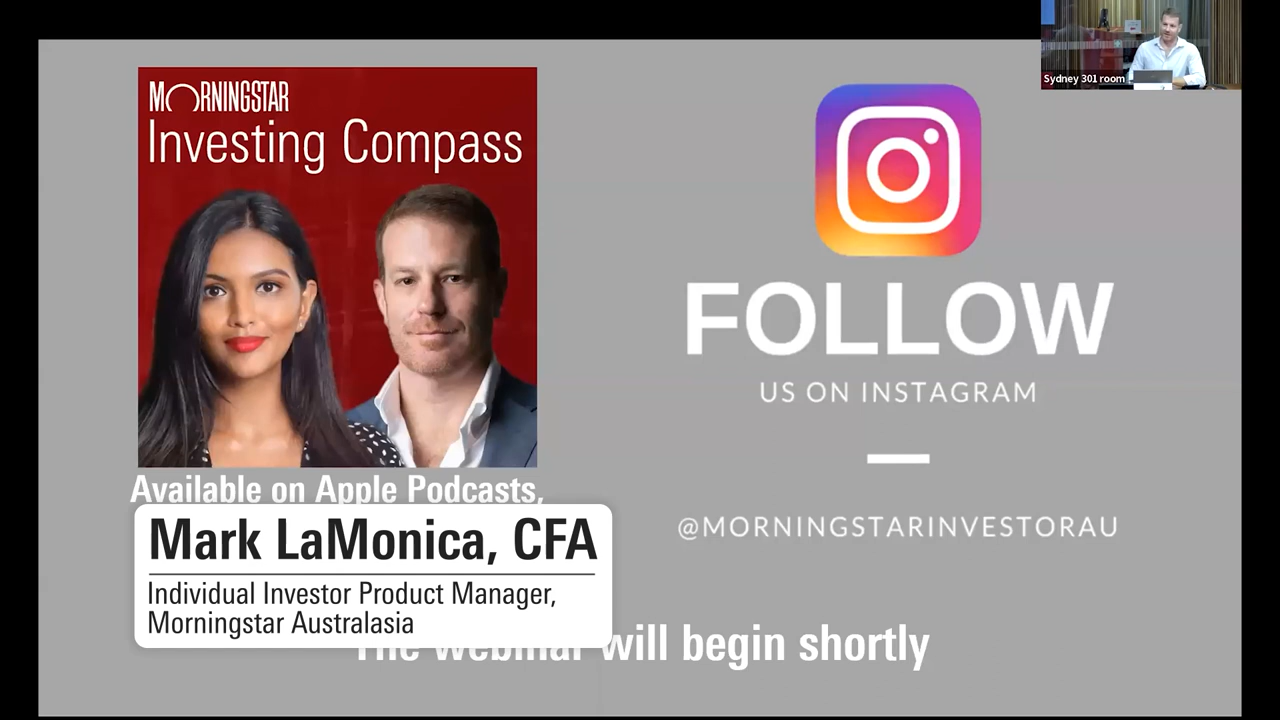 MORNINGSTAR
Investing Compass
Sydney 301 room
FOLLOW
US ON INSTAGRAM
@MORNINGSTARINVESTORAU
Available on Apple Podcasts,
Mark LaMonica, CFA
Individual Investor Product Manager,
Morningstar Australasia
The webinar will begin shortly